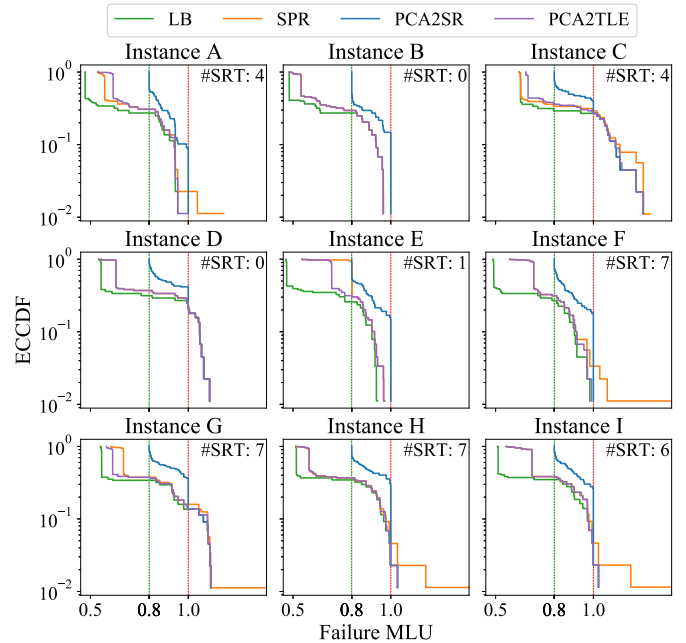 LB SPR PCA2SR PCA2TLE
Instance A Instance B Instance C
#SRT: 4 #SRT: 0 #SRT: 4
10^0
10^-1
10^-2
Instance D Instance E Instance F
#SRT: 0 #SRT: 1 #SRT: 7
10^0
10^-1
10^-2
ECCDF
Instance G Instance H Instance I
#SRT: 7 #SRT: 7 #SRT: 6
10^0
10^-1
10^-2
0.5 0.8 1.0 0.5 0.8 1.0 0.5 0.8 1.0
Failure MLU